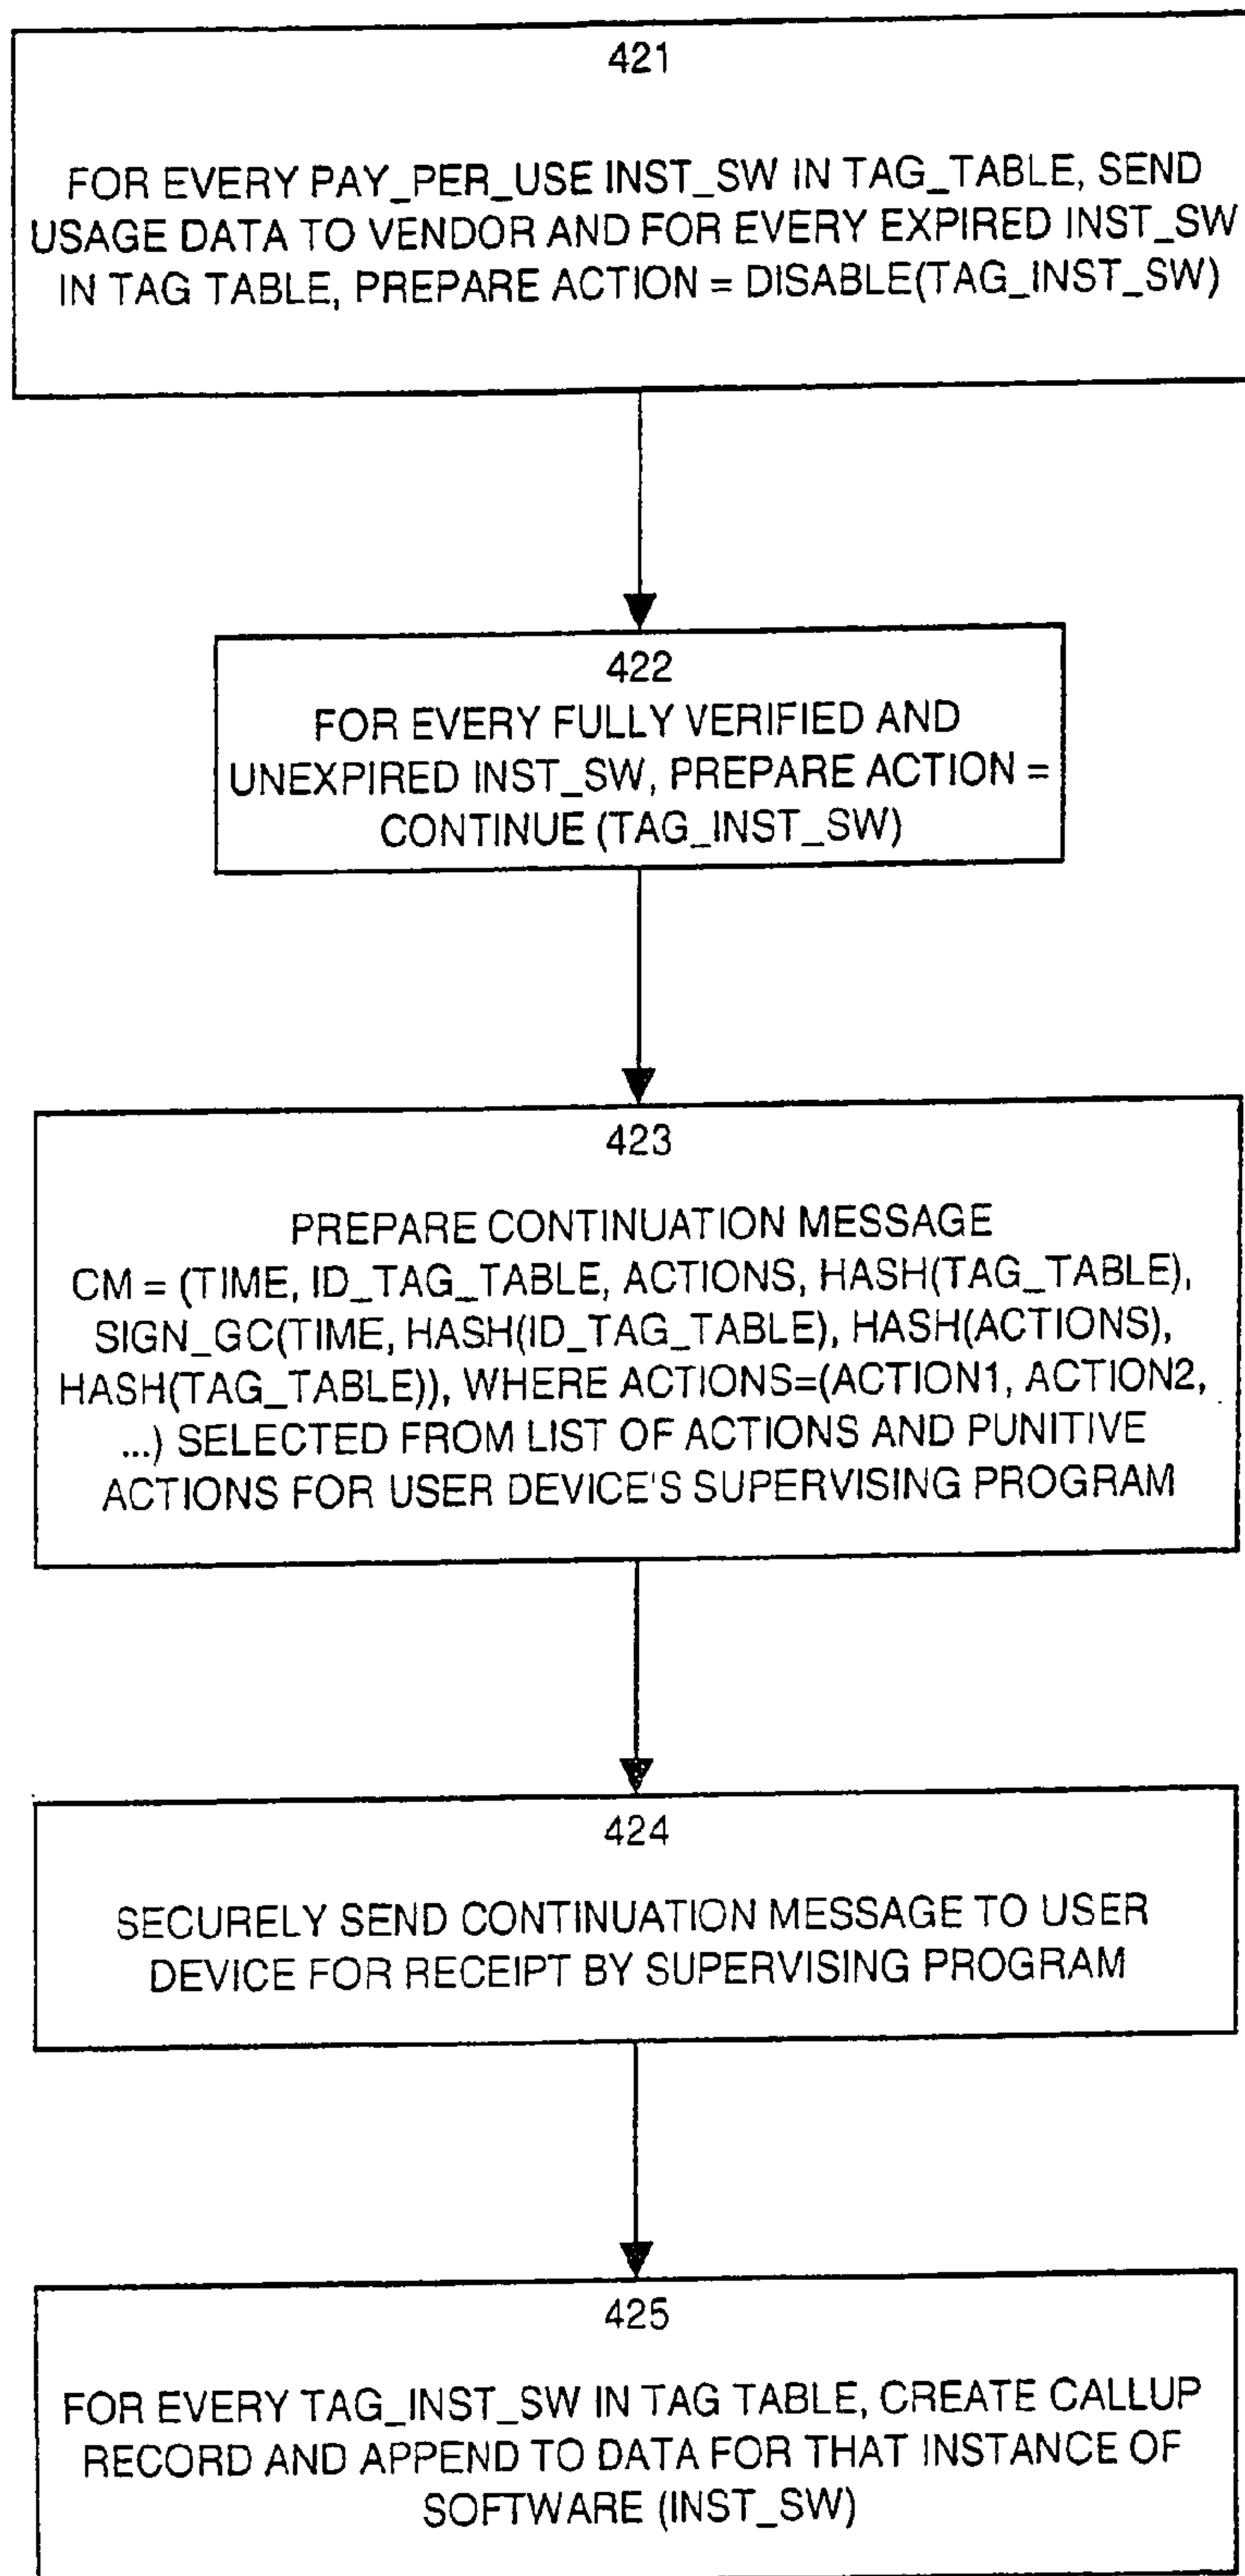 421
FOR EVERY PAY_PER_USE INST_SW IN TAG_TABLE, SEND
USAGE DATA TO VENDOR AND FOR EVERY EXPIRED INST_SW
IN TAG TABLE, PREPARE ACTION = DISABLE(TAG_INST_SW)
422
FOR EVERY FULLY VERIFIED AND
UNEXPIRED INST_SW, PREPARE ACTION =
CONTINUE (TAG_INST_SW)
423
PREPARE CONTINUATION MESSAGE
CM = (TIME, ID_TAG_TABLE, ACTIONS, HASH(TAG_TABLE),
SIGN_GC(TIME, HASH(ID_TAG_TABLE), HASH(ACTIONS),
HASH(TAG_TABLE)), WHERE ACTIONS=(ACTION1, ACTION2,
...) SELECTED FROM LIST OF ACTIONS AND PUNITIVE
ACTIONS FOR USER DEVICE'S SUPERVISING PROGRAM
424
SECURELY SEND CONTINUATION MESSAGE TO USER
DEVICE FOR RECEIPT BY SUPERVISING PROGRAM
425
FOR EVERY TAG_INST_SW IN TAG TABLE, CREATE CALLUP
RECORD AND APPEND TO DATA FOR THAT INSTANCE OF
SOFTWARE (INST_SW)